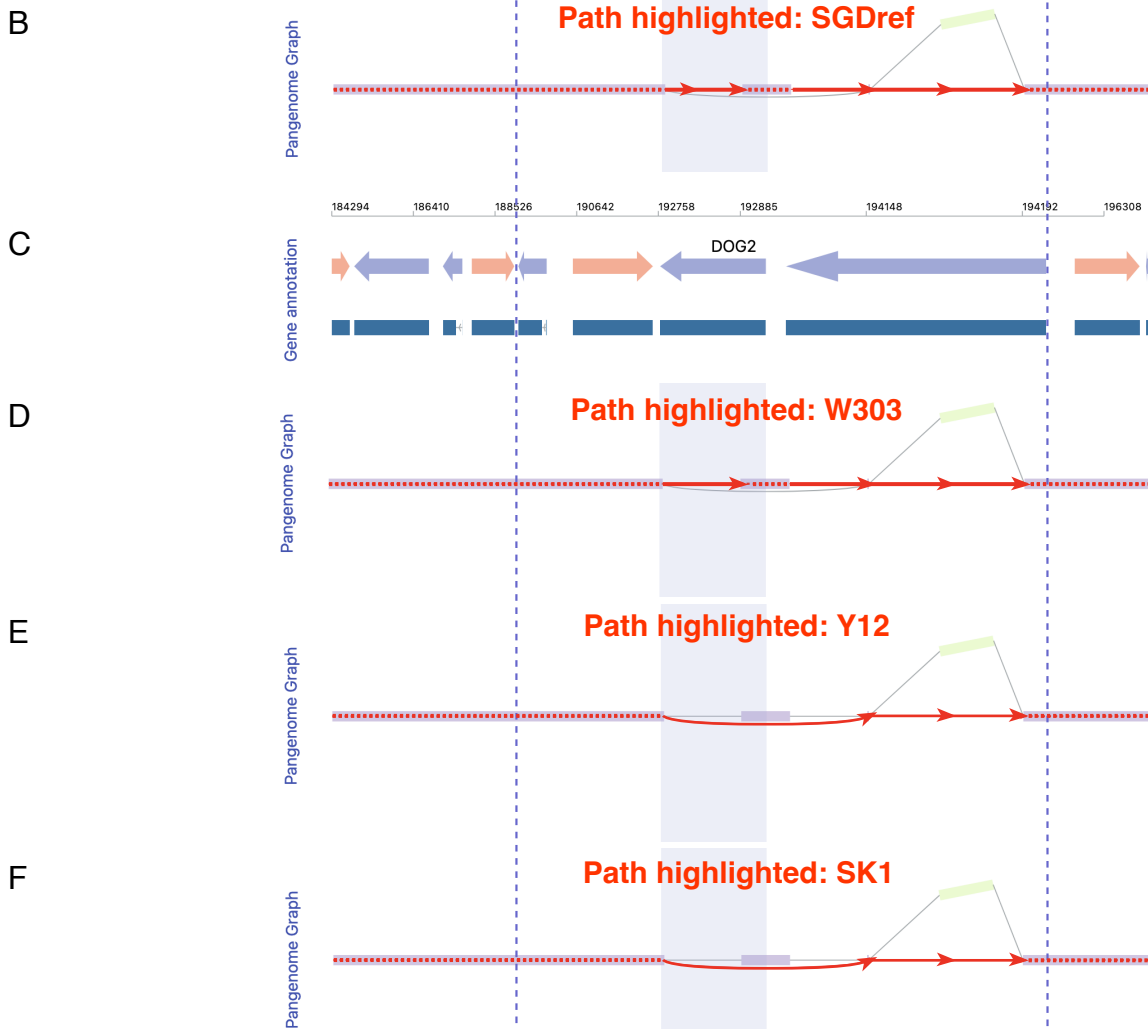 B
Pangenome Graph
Path highlighted: SGDref
184294 186410 188526 190642 192758 192885 194148 194192 196308
C
Gene annotation
DOG2
D
Pangenome Graph
Path highlighted: W303
E
Pangenome Graph
Path highlighted: Y12
F
Pangenome Graph
Path highlighted: SK1